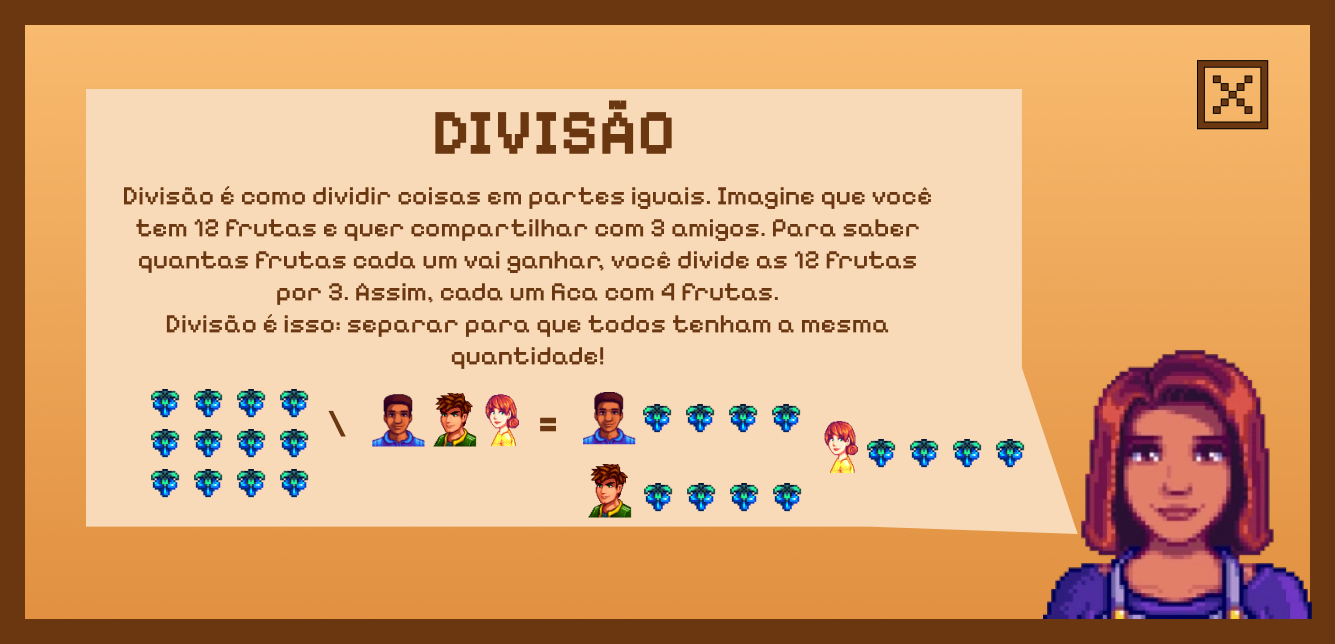 DIVISÃO
Divisão é como dividir coisas em partes iguais. Imagine que você
tem 12 frutas e quer compartilhar com 3 amigos. Para saber
quantas frutas cada um vai ganhar, você divide as 12 frutas
por 3. Assim, cada um fica com 4 frutas.
Divisão é isso: separar para que todos tenham a mesma
quantidade!
\ =